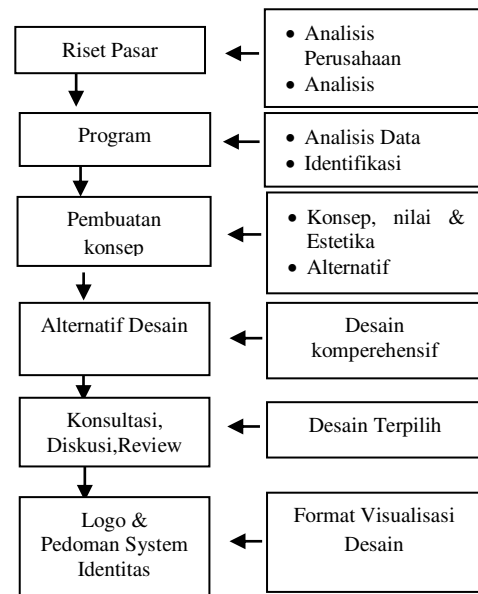 Riset Pasar
• Analisis
Perusahaan
• Analisis
Program
• Analisis Data
• Identifikasi
Pembuatan
konsep
• Konsep, nilai &
Estetika
• Alternatif
Alternatif Desain
Desain
komperehensif
Konsultasi,
Diskusi,Review
Desain Terpilih
Logo &
Pedoman System
Identitas
Format Visualisasi
Desain